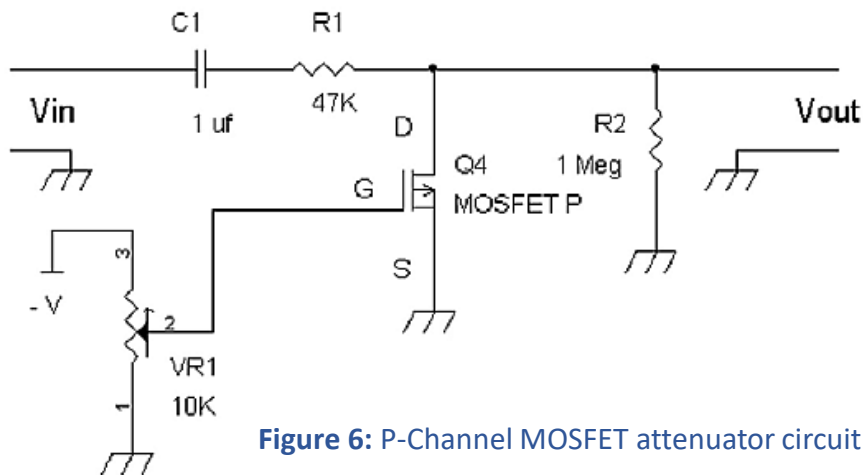 C1
R1
Vin
1 uf
47K
D
R2
Vout
G
Q4
1 Meg
MOSFET P
S
3
- V
2
VR1
1
10K
Figure 6: P-Channel MOSFET attenuator circuit